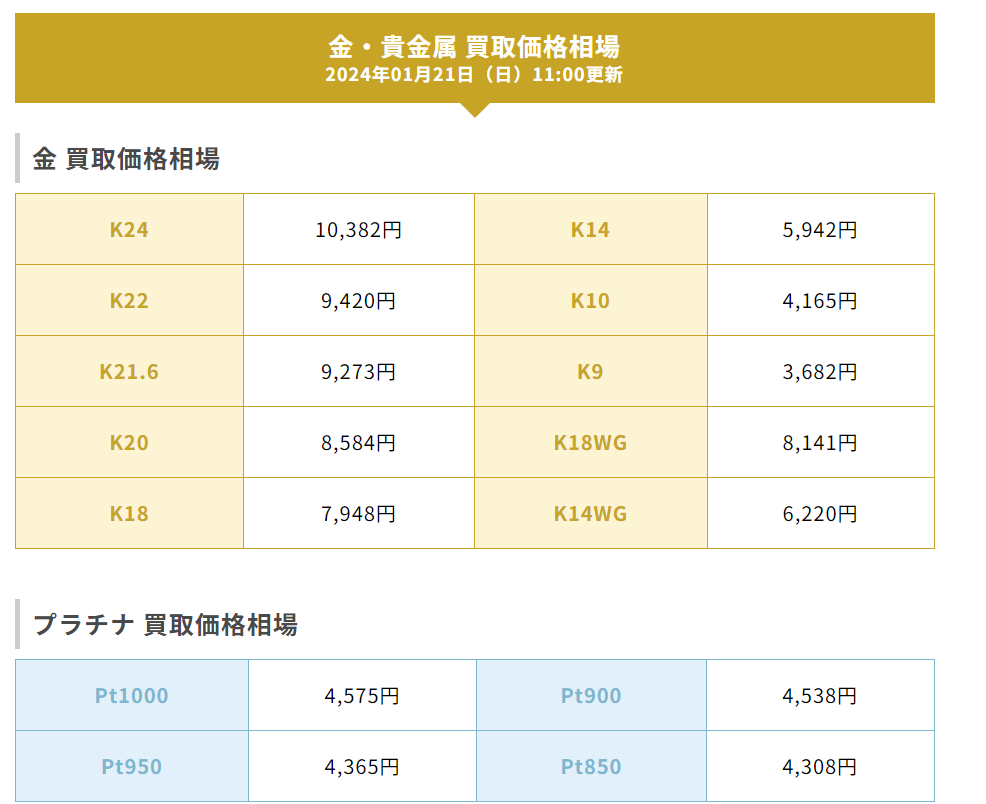 金・貴金属 買取価格相場
2024年01月21日（日）11:00更新
金 買取価格相場
K24 10,382円 K14 5,942円
K22 9,420円 K10 4,165円
K21.6 9,273円 K9 3,682円
K20 8,584円 K18WG 8,141円
K18 7,948円 K14WG 6,220円
プラチナ 買取価格相場
Pt1000 4,575円 Pt900 4,538円
Pt950 4,365円 Pt850 4,308円